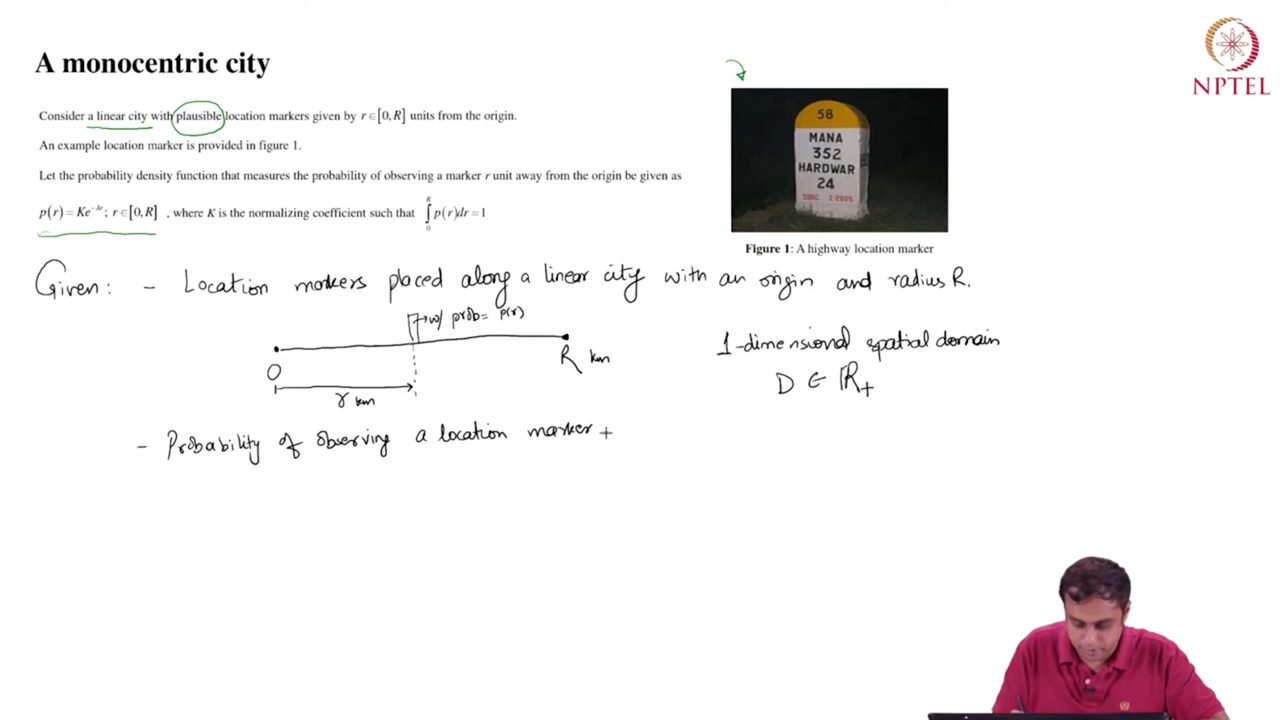 A monocentric city
NPTEL
Consider a linear city with plausible location markers given by r ∈ [0, R] units from the origin.
An example location marker is provided in figure 1.
Let the probability density function that measures the probability of observing a marker r unit away from the origin be given as
p(r) = Ke^{-λr}; r ∈ [0, R] , where K is the normalizing coefficient such that ∫_0^R p(r)dr = 1
58
MANA
352
HARDWAR
24
Figure 1: A highway location marker
Given: - Location markers placed along a linear city with an origin and radius R.
w/ prob = p(r)
O
R km
r km
1-dimensional spatial domain
D ∈ ℝ+
- Probability of observing a location marker +